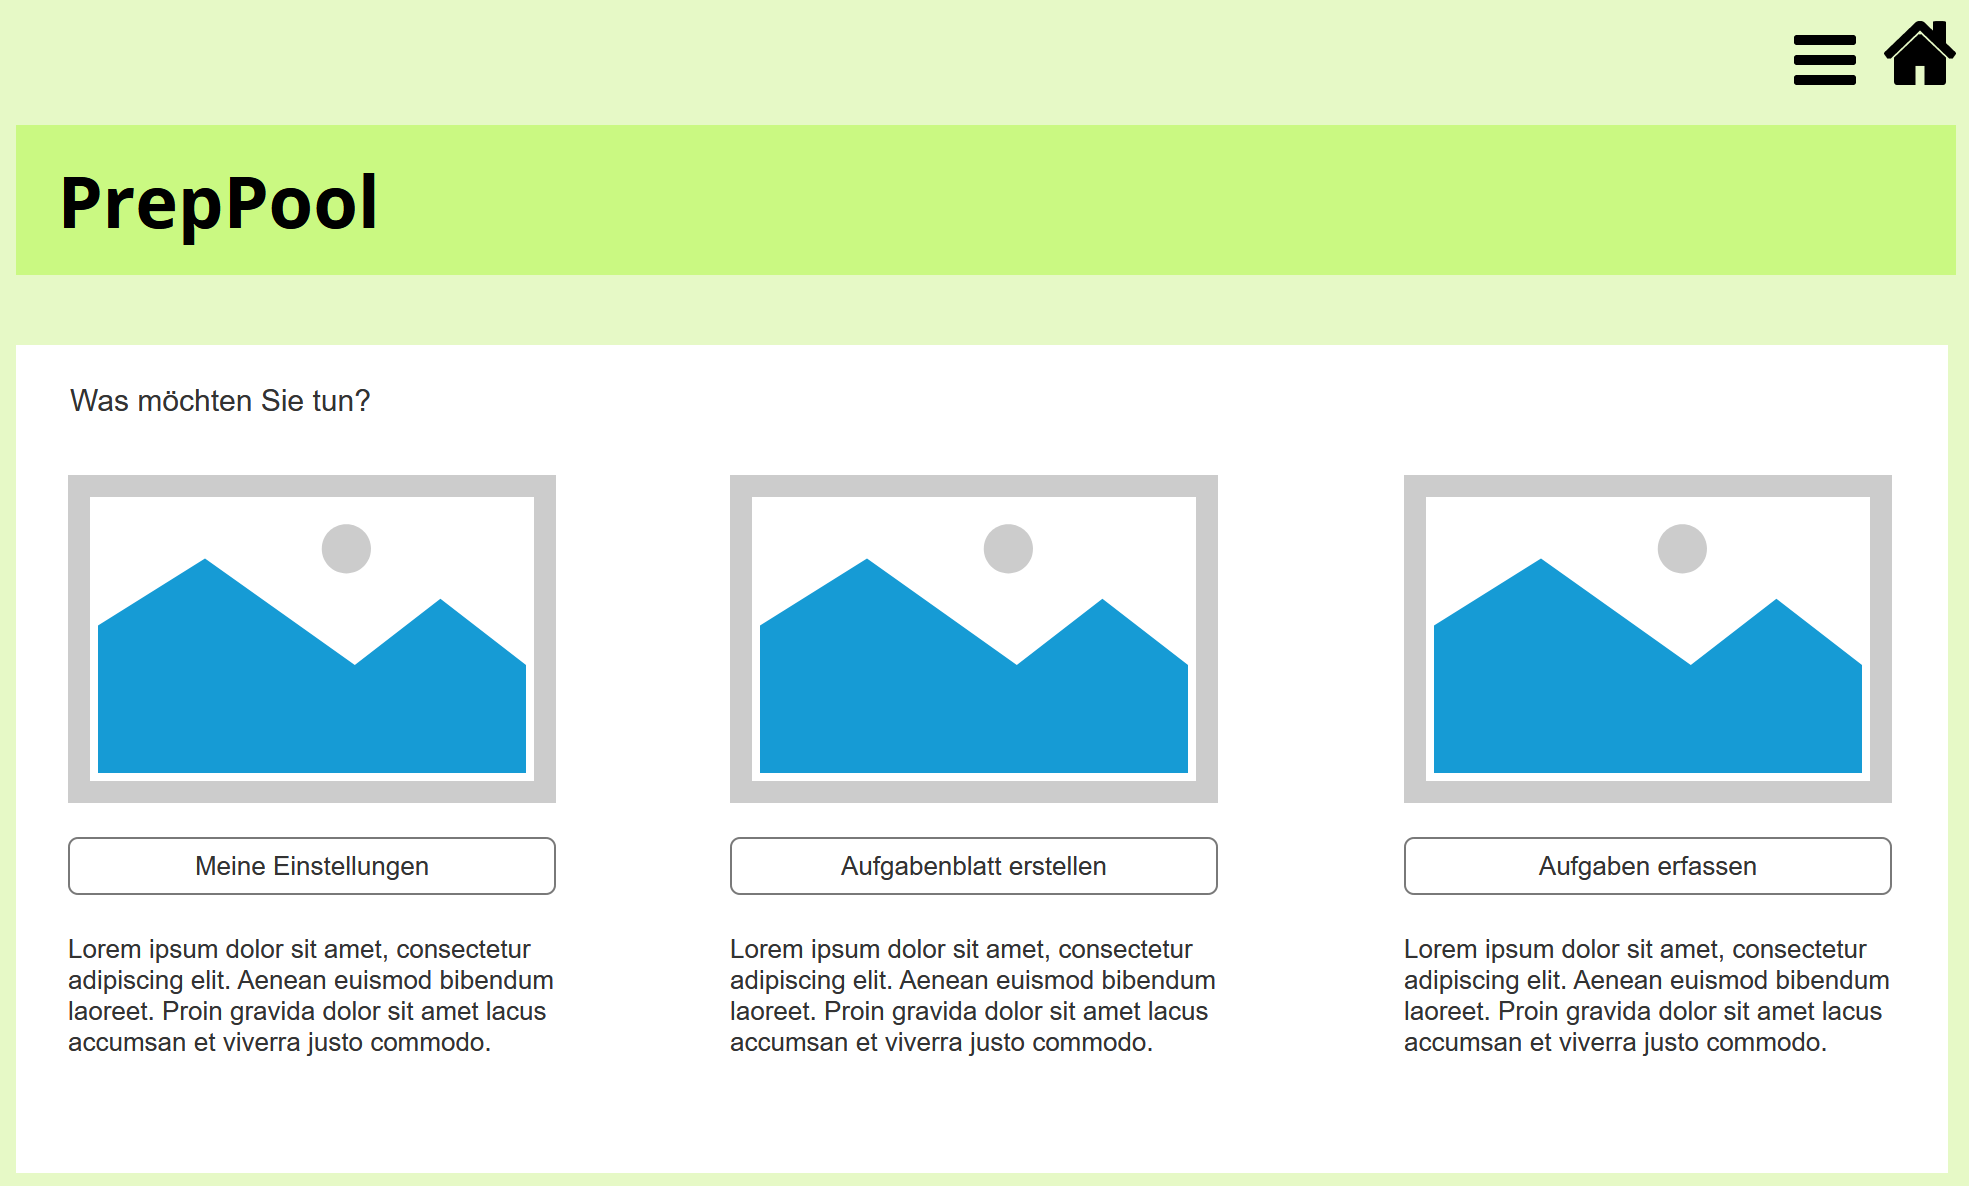 PrepPool
Was möchten Sie tun?
Meine Einstellungen
Lorem ipsum dolor sit amet, consectetur
adipiscing elit. Aenean euismod bibendum
laoreet. Proin gravida dolor sit amet lacus
accumsan et viverra justo commodo.
Aufgabenblatt erstellen
Lorem ipsum dolor sit amet, consectetur
adipiscing elit. Aenean euismod bibendum
laoreet. Proin gravida dolor sit amet lacus
accumsan et viverra justo commodo.
Aufgaben erfassen
Lorem ipsum dolor sit amet, consectetur
adipiscing elit. Aenean euismod bibendum
laoreet. Proin gravida dolor sit amet lacus
accumsan et viverra justo commodo.